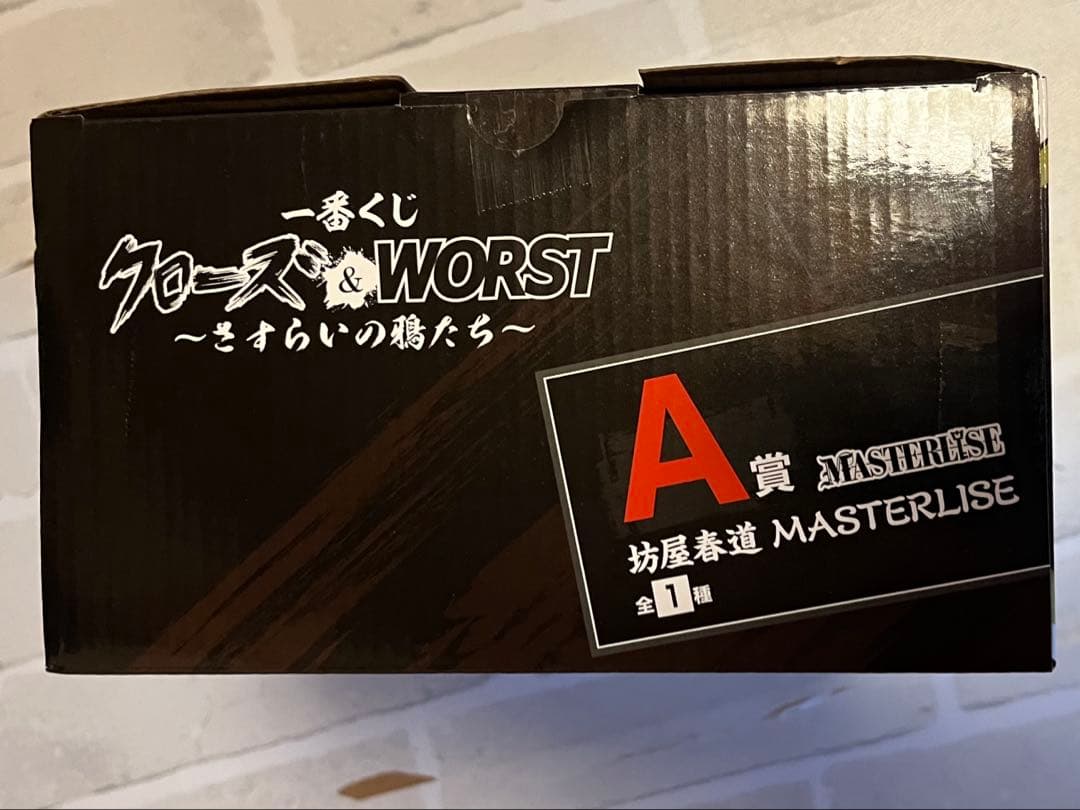 一番くじ
クローズ&WORST
～さすらいの鴉たち～
A賞 MASTERLISE
坊屋春道 MASTERLISE
全1種